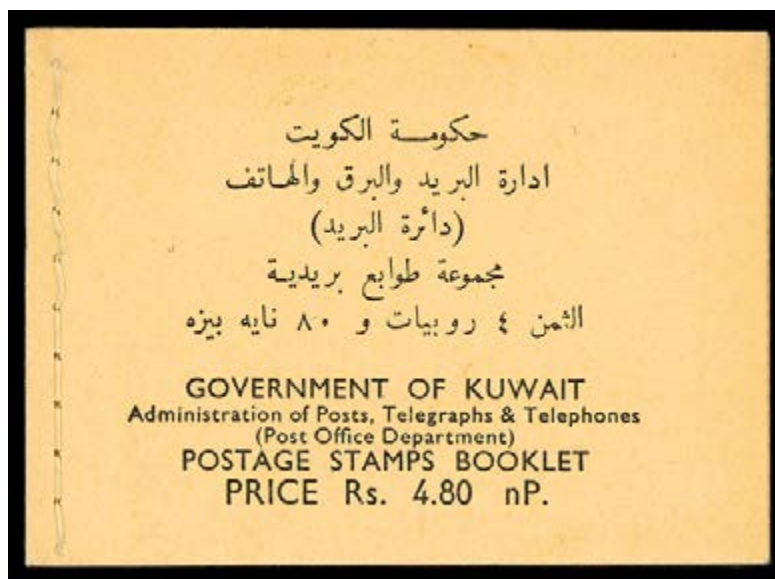 حكومة الكويت
ادارة البريد والبرق والهاتف
(دائرة البريد)
مجموعة طوابع بريدية
الثمن ٤ روبيات و ٨٠ نايه بيزه
GOVERNMENT OF KUWAIT
Administration of Posts, Telegraphs & Telephones
(Post Office Department)
POSTAGE STAMPS BOOKLET
PRICE Rs. 4.80 nP.